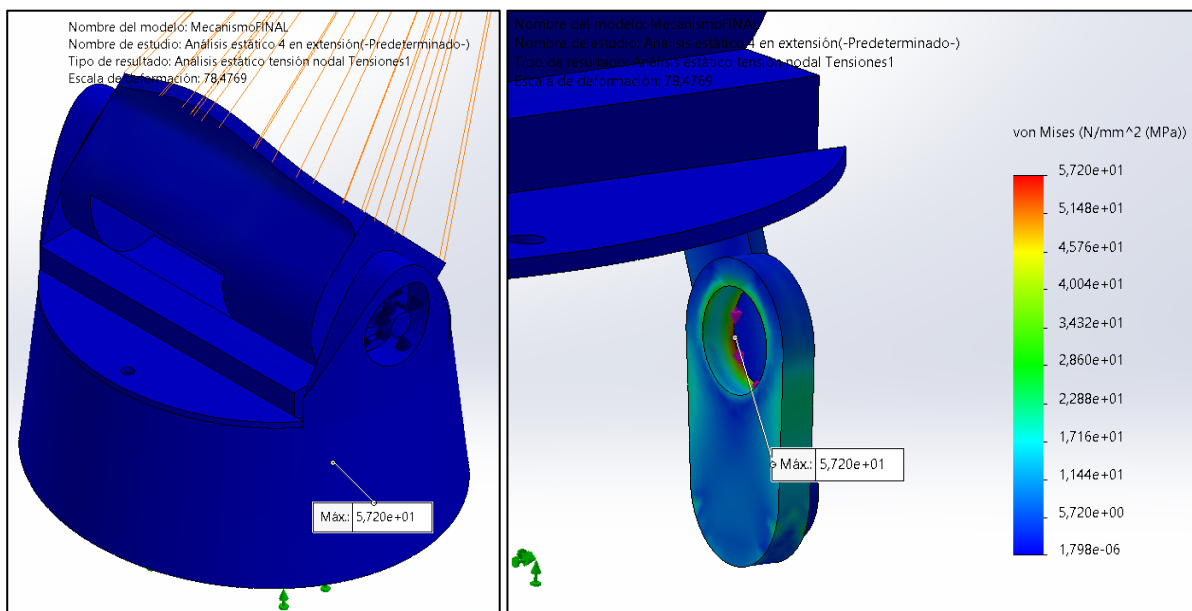 Nombre del modelo: MecanismoFINAL
Nombre de estudio: Análisis estático 4 en extensión(-Predeterminado-)
Tipo de resultado: Análisis estático tensión nodal Tensiones1
Escala de deformación: 78,4769
Máx.: 5,720e+01
Nombre del modelo: MecanismoFINAL
Nombre de estudio: Análisis estático 4 en extensión(-Predeterminado-)
Tipo de resultado: Análisis estático tensión nodal Tensiones1
Escala de deformación: 78,4769
Máx.: 5,720e+01
von Mises (N/mm^2 (MPa))
5,720e+01
5,148e+01
4,576e+01
4,004e+01
3,432e+01
2,860e+01
2,288e+01
1,716e+01
1,144e+01
5,720e+00
1,798e-06